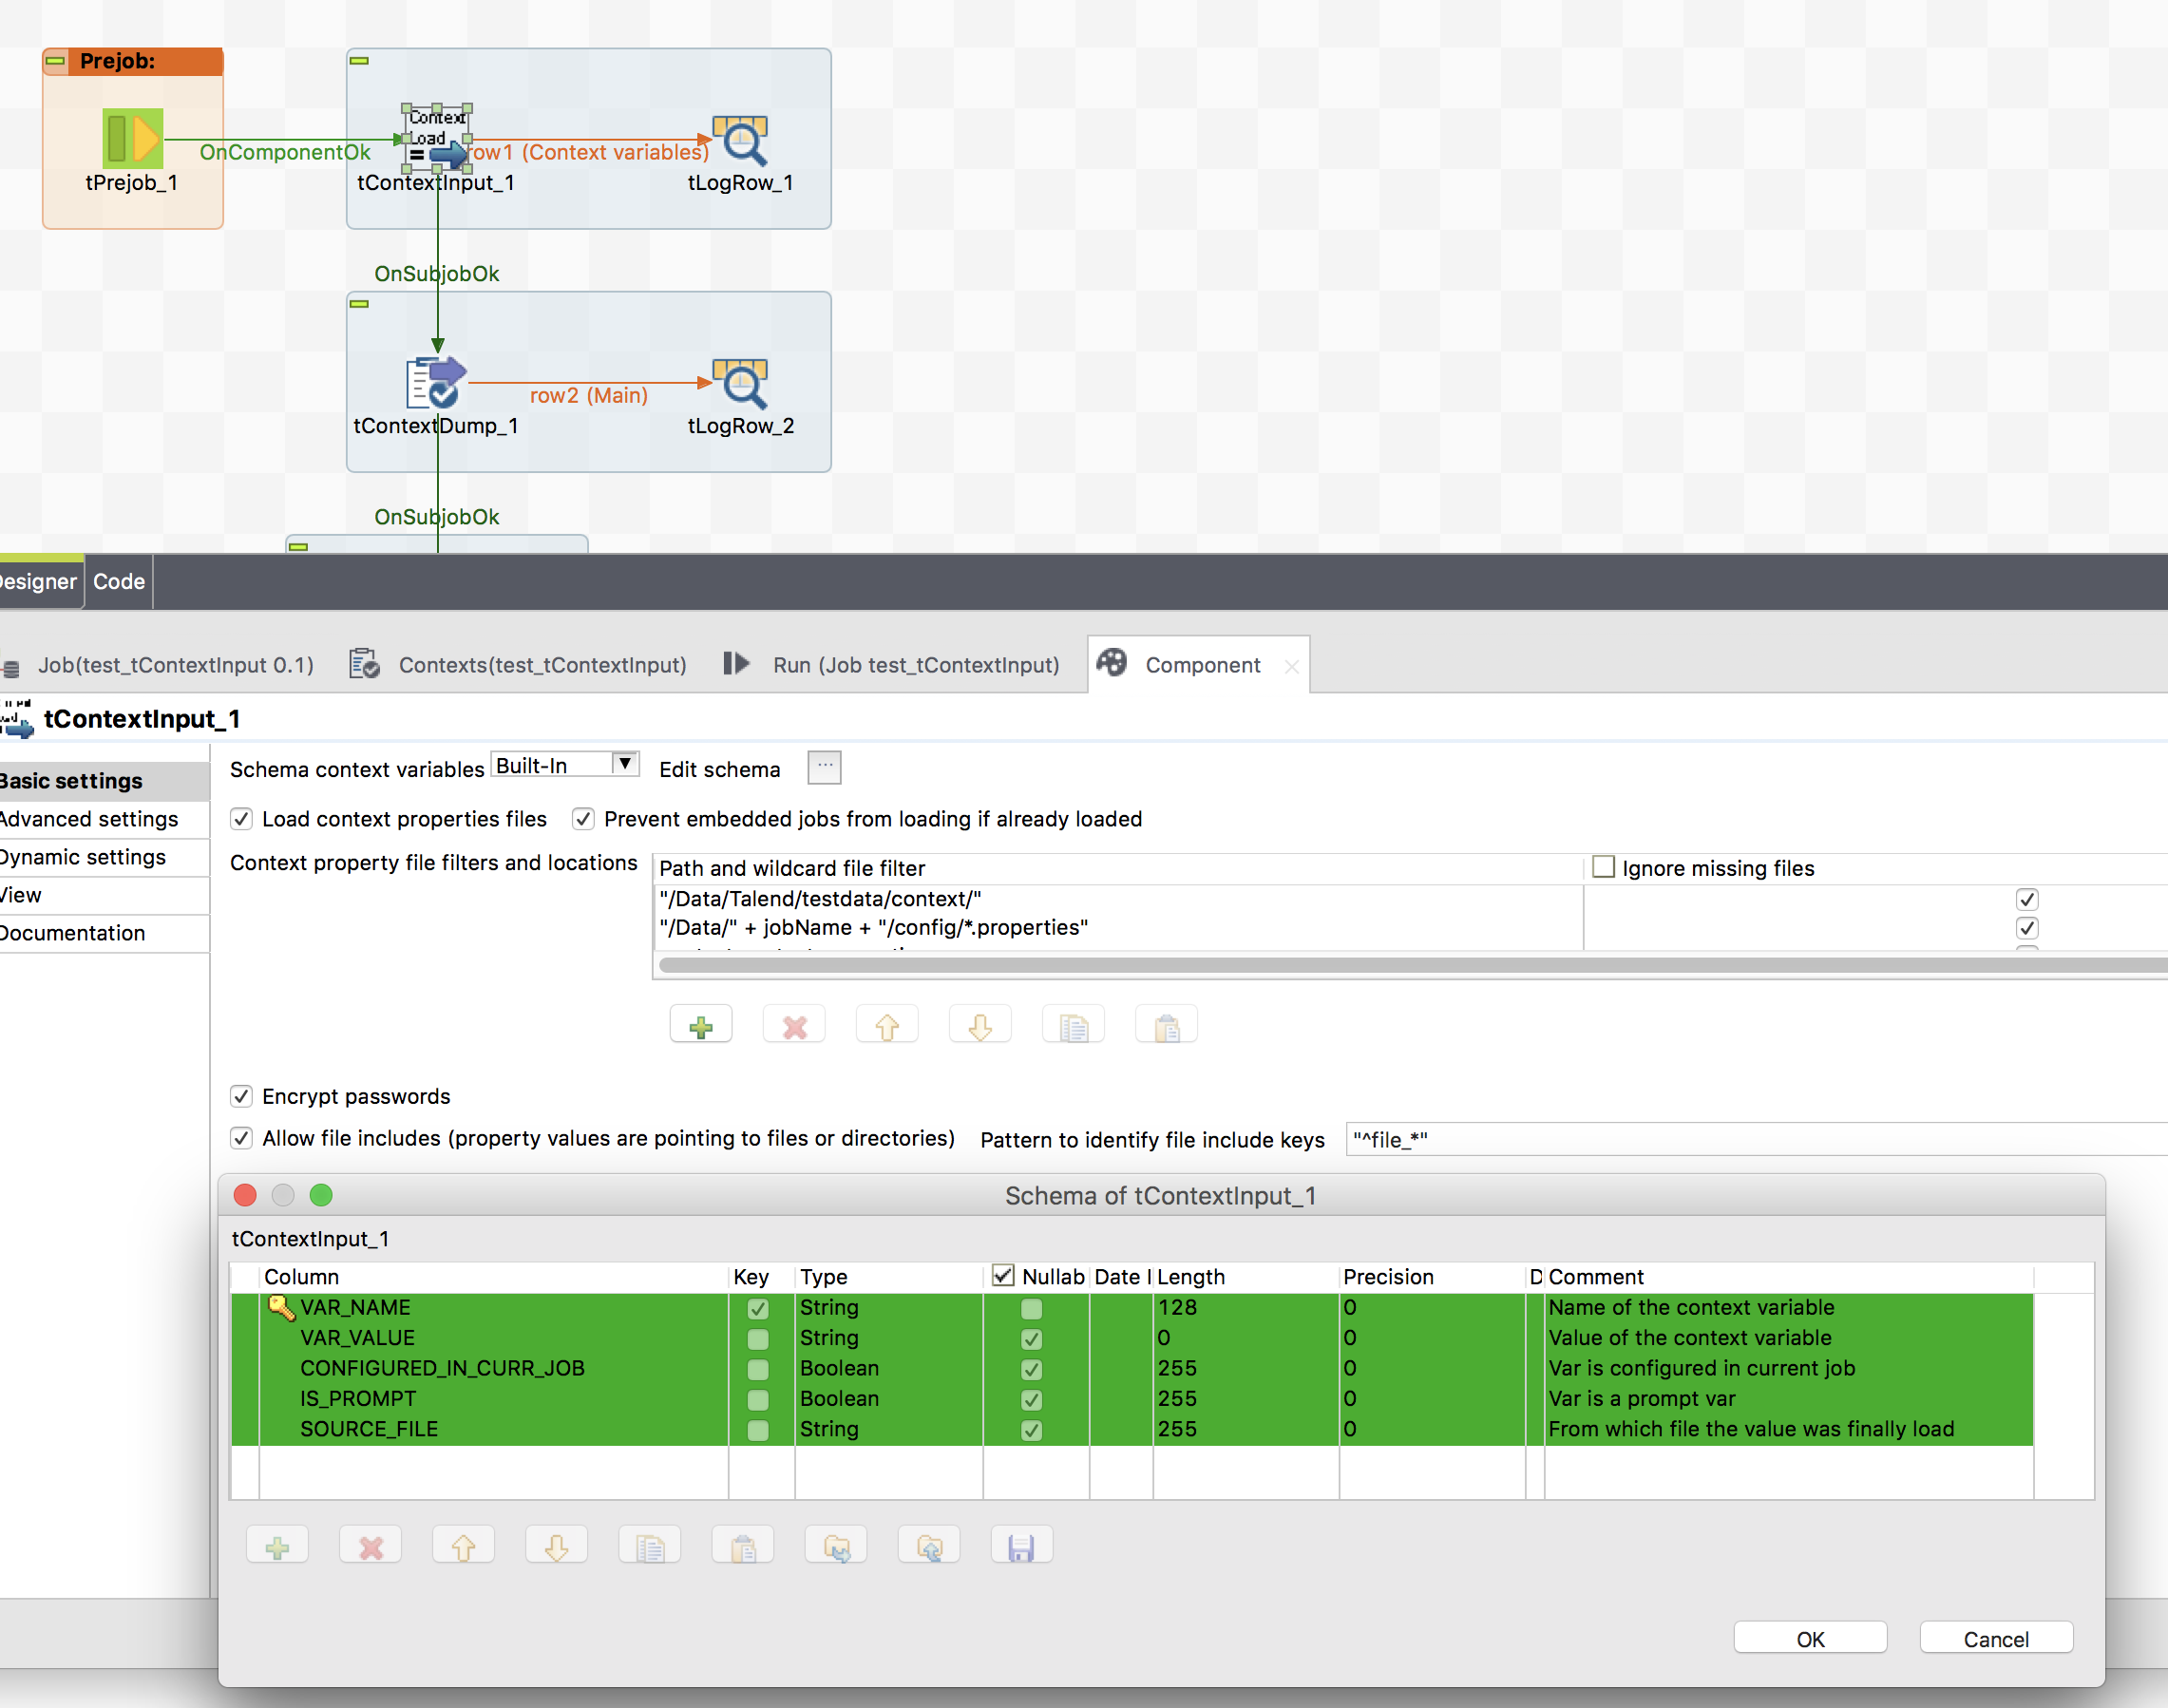 Prejob:
Context
Load
=
OnComponentOk
row1 (Context variables)
tPrejob_1
tContextInput_1
tLogRow_1
OnSubjobOk
row2 (Main)
tContextDump_1
tLogRow_2
OnSubjobOk
Designer
Code
Job(test_tContextInput 0.1)
Contexts(test_tContextInput)
Run (Job test_tContextInput)
Component
tContextInput_1
Basic settings
Advanced settings
Dynamic settings
View
Documentation
Schema context variables
Built-In
Edit schema
...
Load context properties files
Prevent embedded jobs from loading if already loaded
Context property file filters and locations
Path and wildcard file filter
Ignore missing files
"/Data/Talend/testdata/context/"
"/Data/" + jobName + "/config/*.properties"
Encrypt passwords
Allow file includes (property values are pointing to files or directories)
Pattern to identify file include keys
"^file_*"
Schema of tContextInput_1
tContextInput_1
Column Key Type Nullab Date I Length Precision D Comment
VAR_NAME String 128 0 Name of the context variable
VAR_VALUE String 0 0 Value of the context variable
CONFIGURED_IN_CURR_JOB Boolean 255 0 Var is configured in current job
IS_PROMPT Boolean 255 0 Var is a prompt var
SOURCE_FILE String 255 0 From which file the value was finally load
OK
Cancel